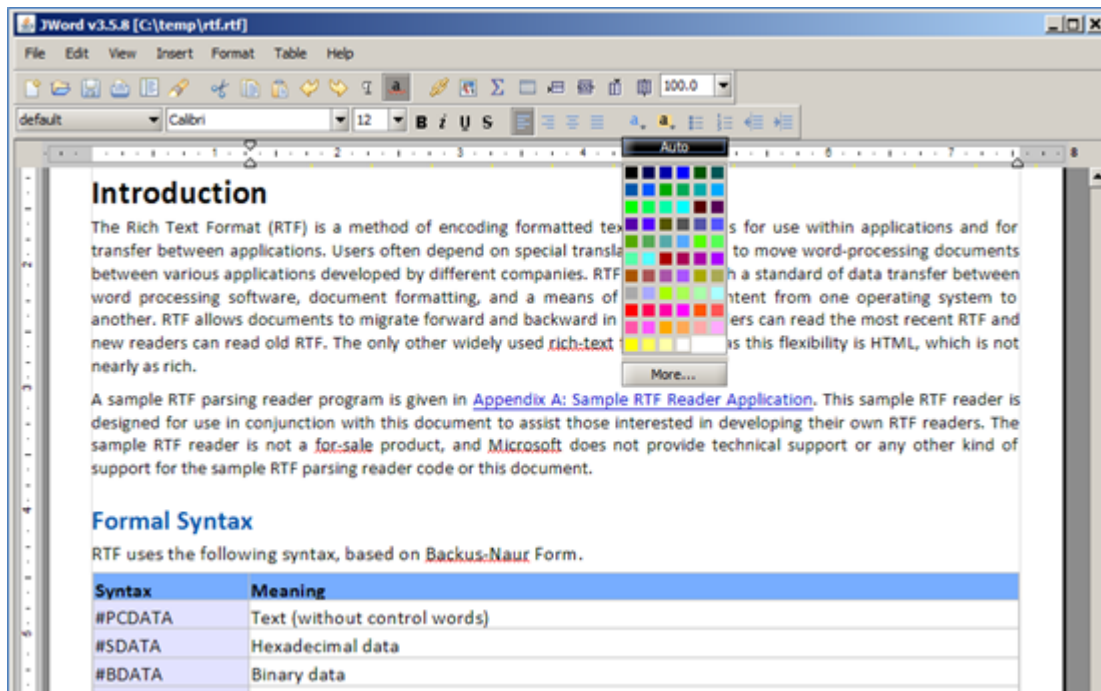 JWord v3.5.8 [C:\temp\rtf.rtf]
File Edit View Insert Format Table Help
100.0
default Calibri 12 B i U S
1 2 3 4 6 7 8
Auto
Introduction
The Rich Text Format (RTF) is a method of encoding formatted s for use within applications and for
transfer between applications. Users often depend on special to move word-processing documents
between various applications developed by different companies. RTF a standard of data transfer between
word processing software, document formatting, and a means of from one operating system to
another. RTF allows documents to migrate forward and backward in can read the most recent RTF and
new readers can read old RTF. The only other widely used rich-text as this flexibility is HTML, which is not
nearly as rich.
More...
A sample RTF parsing reader program is given in Appendix A: Sample RTF Reader Application. This sample RTF reader is
designed for use in conjunction with this document to assist those interested in developing their own RTF readers. The
sample RTF reader is not a for-sale product, and Microsoft does not provide technical support or any other kind of
support for the sample RTF parsing reader code or this document.
Formal Syntax
RTF uses the following syntax, based on Backus-Naur Form.
Syntax Meaning
#PCDATA Text (without control words)
#SDATA Hexadecimal data
#BDATA Binary data